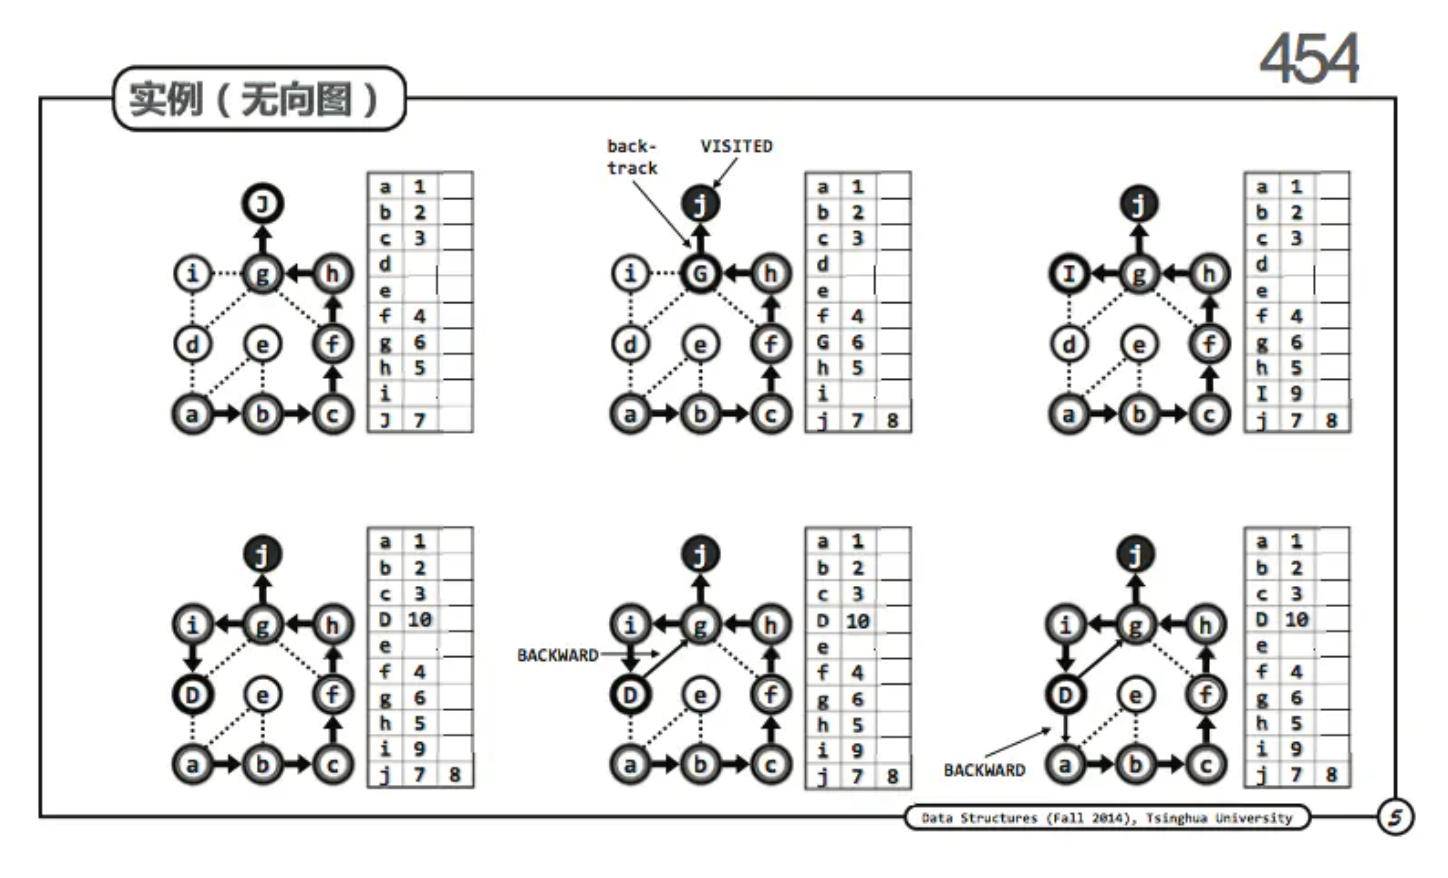 454
实例（无向图）
J
i g h
d e f
a b c
a 1
b 2
c 3
d
e
f 4
g 6
h 5
i
J 7
back-
track
VISITED
j
i G h
d e f
a b c
a 1
b 2
c 3
d
e
f 4
G 6
h 5
i
j 7 8
j
I g h
d e f
a b c
a 1
b 2
c 3
d
e
f 4
g 6
h 5
I 9
j 7 8
j
i g h
D e f
a b c
a 1
b 2
c 3
D 10
e
f 4
g 6
h 5
i 9
j 7 8
j
i g h
BACKWARD
D e f
a b c
a 1
b 2
c 3
D 10
e
f 4
g 6
h 5
i 9
j 7 8
j
i g h
D e f
BACKWARD
a b c
a 1
b 2
c 3
D 10
e
f 4
g 6
h 5
i 9
j 7 8
Data Structures (Fall 2014), Tsinghua University
5